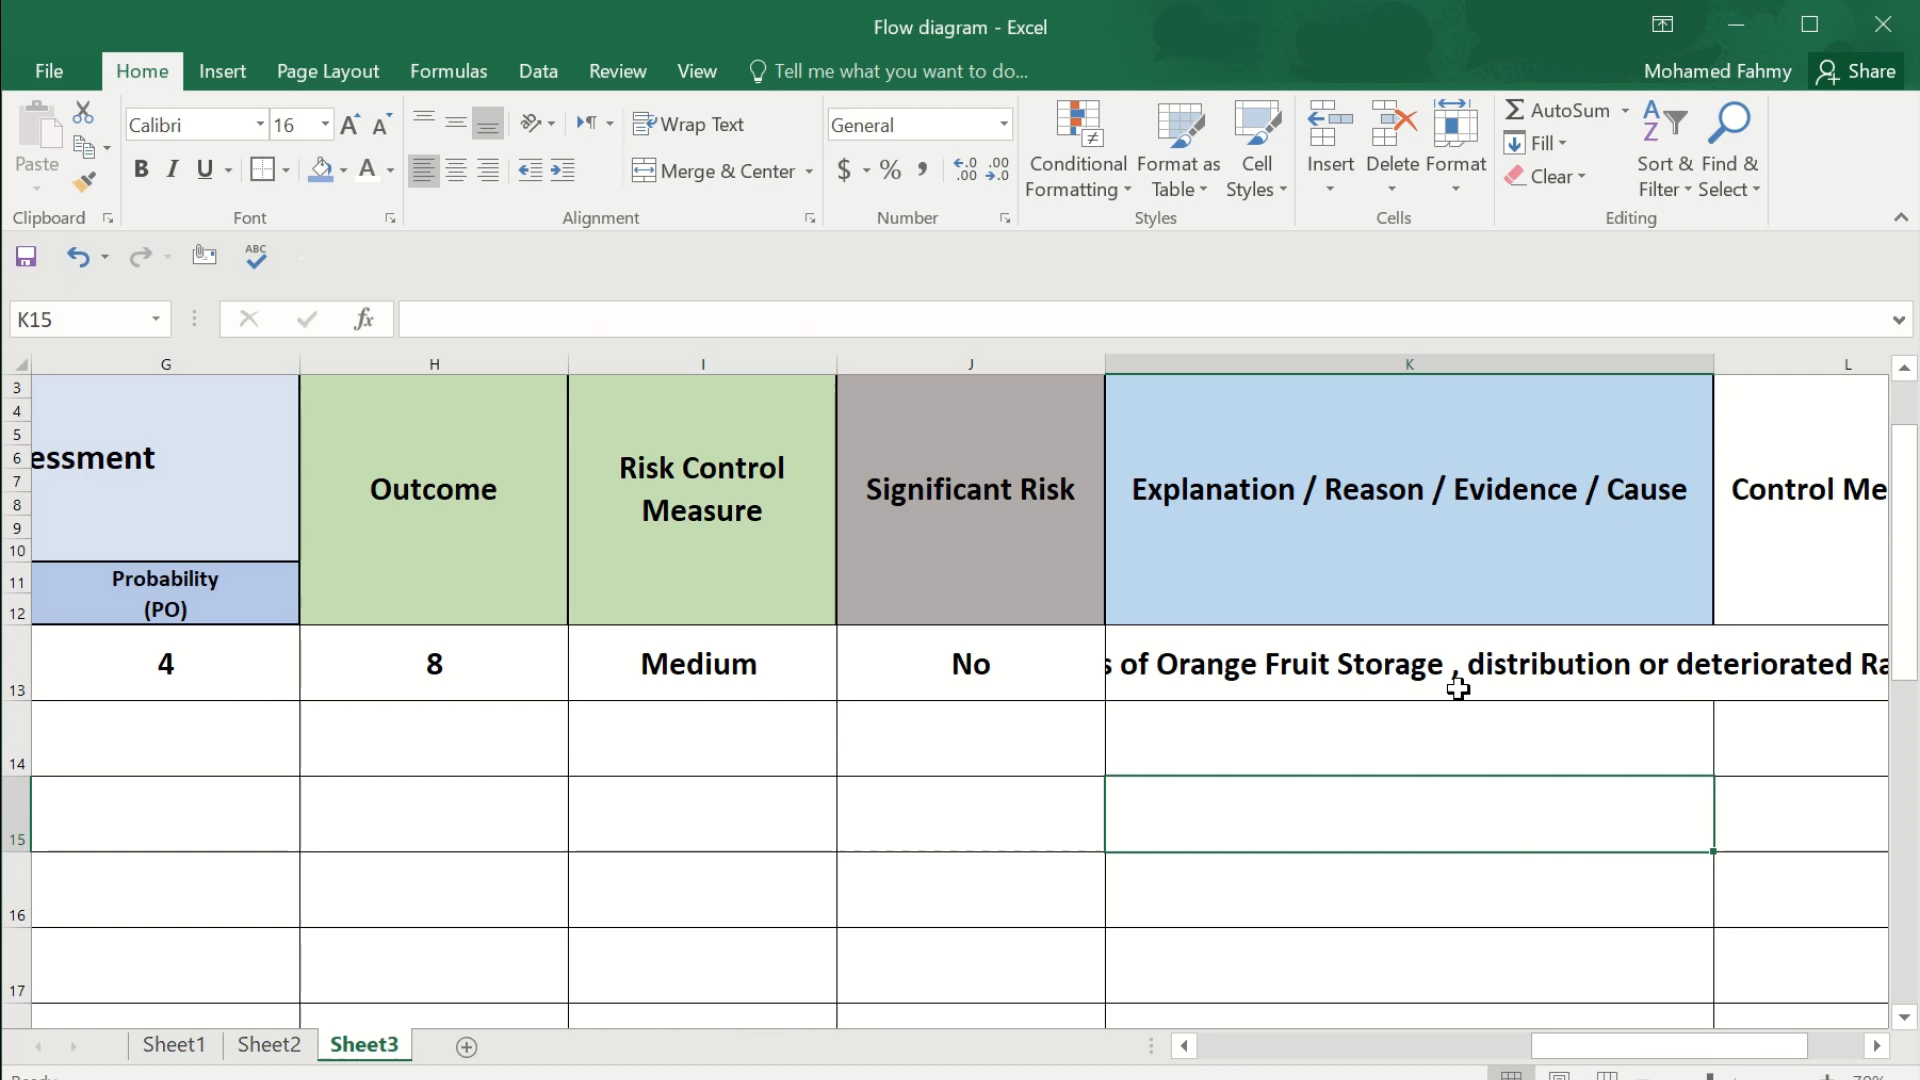 Flow diagram - Excel
File Home Insert Page Layout Formulas Data Review View Tell me what you want to do... Mohamed Fahmy Share
Paste
Clipboard
Calibri 16
B I U A
Font
Wrap Text
Merge & Center
Alignment
General
$ % ,
Number
Conditional Formatting
Format as Table
Cell Styles
Styles
Insert Delete Format
Cells
AutoSum
Fill
Clear
Sort & Filter
Find & Select
Editing
ABC
K15
fx
G H I J K L
3
4
5
6
7
8
9
10
11
12
13
14
15
16
17
essment
Probability
(PO)
Outcome
Risk Control
Measure
Significant Risk
Explanation / Reason / Evidence / Cause
Control Me
4 8 Medium No s of Orange Fruit Storage , distribution or deteriorated Ra
Sheet1 Sheet2 Sheet3